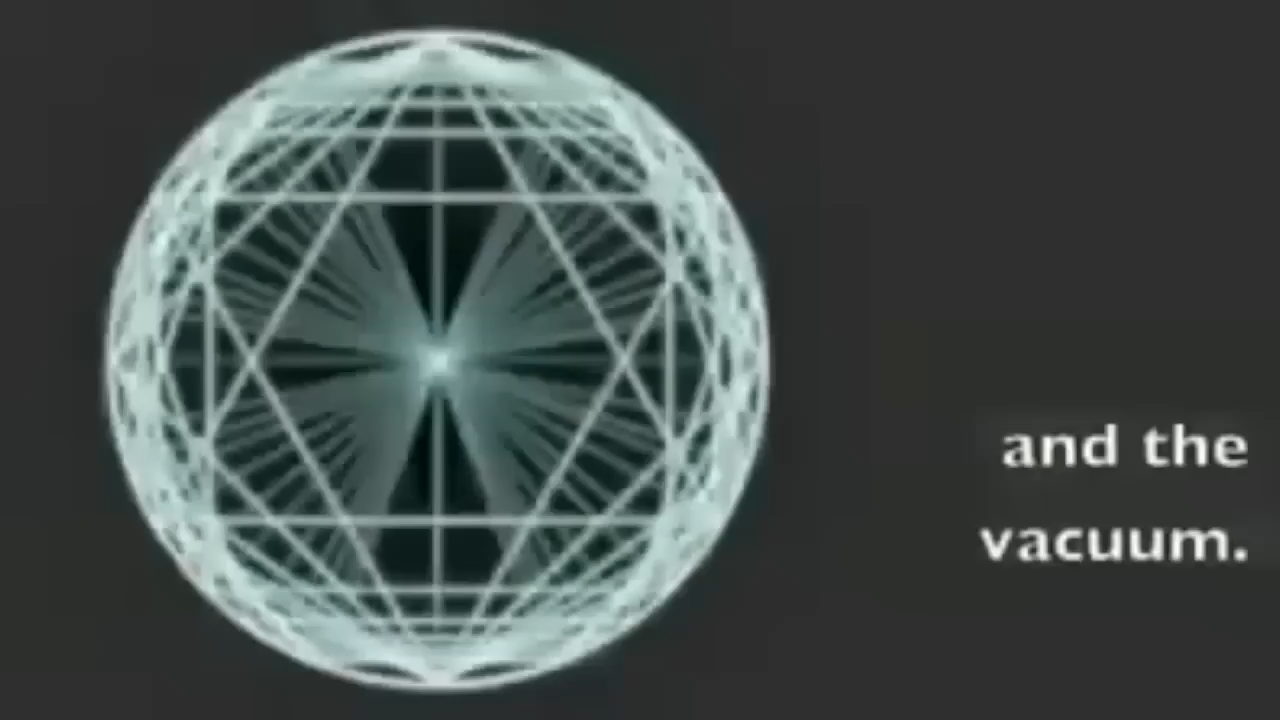 and the
vacuum.